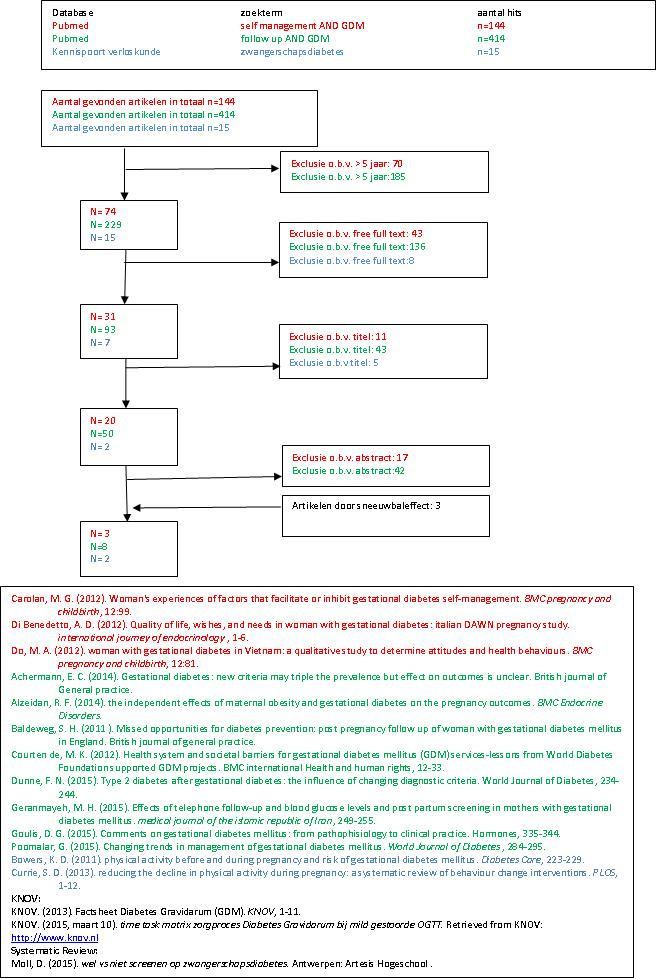 Database zoekterm aantal hits
Pubmed self management AND GDM n=144
Pubmed follow up AND GDM n=414
Kennispoort verloskunde zwangerschapsdiabetes n=15
Aantal gevonden artikelen in totaal n=144
Aantal gevonden artikelen in totaal n=414
Aantal gevonden artikelen in totaal n=15
Exclusie o.b.v. > 5 jaar: 70
Exclusie o.b.v. > 5 jaar:185
N= 74
N= 229
N= 15
Exclusie o.b.v. free full text: 43
Exclusie o.b.v. free full text:136
Exclusie o.b.v. free full text:8
N= 31
N= 93
N= 7
Exclusie o.b.v. titel: 11
Exclusie o.b.v. titel: 43
Exclusie o.b.v titel: 5
N= 20
N=50
N= 2
Exclusie o.b.v. abstract: 17
Exclusie o.b.v. abstract:42
Artikelen door sneeuwbaleffect: 3
N= 3
N=8
N= 2
Carolan, M. G. (2012). Woman's experiences of factors that facilitate or inhibit gestational diabetes self-management. BMC pregnancy and
childbirth, 12:99.
Di Benedetto, A. D. (2012). Quality of life, wishes, and needs in woman with gestational diabetes: italian DAWN pregnancy study.
international journey of endocrinology , 1-6.
Do, M. A. (2012). woman with gestational diabetes in Vietnam: a qualitatives study to determine attitudes and health behaviours. BMC
pregnancy and childbirth, 12:81.
Achermann, E. C. (2014). Gestational diabetes: new criteria may triple the prevalence but effect on outcomes is unclear. British journal of
General practice.
Alzeidan, R. F. (2014). the independent effects of maternal obesity and gestational diabetes on the pregnancy outcomes. BMC Endocrine
Disorders.
Baldeweg, S. H. (2011). Missed opportunities for diabetes prevention: post pregnancy follow up of woman with gestational diabetes mellitus
in England. British journal of general practice.
Courten de, M. K. (2012). Health system and societal barriers for gestational diabetes mellitus (GDM) services-lessons from World Diabetes
Foundations supported GDM projects. BMC international Health and human rights, 12-33.
Dunne, F. N. (2015). Type 2 diabetes after gestational diabetes: the influence of changing diagnostic criteria. World Journal of Diabetes, 234-
244.
Geranmayeh, M. H. (2015). Effects of telephone follow-up and blood glucose levels and post partum screening in mothers with gestational
diabetes mellitus. medical journal of the islamic republic of Iran, 249-255.
Goulis, D. G. (2015). Comments on gestational diabetes mellitus: from pathophisiology to clinical practice. Hormones, 335-344.
Poomalar, G. (2015). Changing trends in management of gestational diabetes mellitus. World Journal of Diabetes, 284-295.
Bowers, K. D. (2011) physical activity before and during pregnancy and risk of gestational diabetes mellitus. Diabetes Care, 223-229.
Currie, S. D. (2013). reducing the decline in physical activity during pregnancy: a systematic review of behaviour change interventions. PLOS,
1-12.
KNOV:
KNOV. (2013). Factsheet Diabetes Gravidarum (GDM). KNOV, 1-11.
KNOV. (2015, maart 10). time task matrix zorgproces Diabetes Gravidarum bij mild gestoorde OGTT. Retrieved from KNOV:
http://www.knov.nl
Systematic Review:
Moll, D. (2015). wel vs niet screenen op zwangerschapsdiabetes. Antwerpen: Artesis Hogeschool .